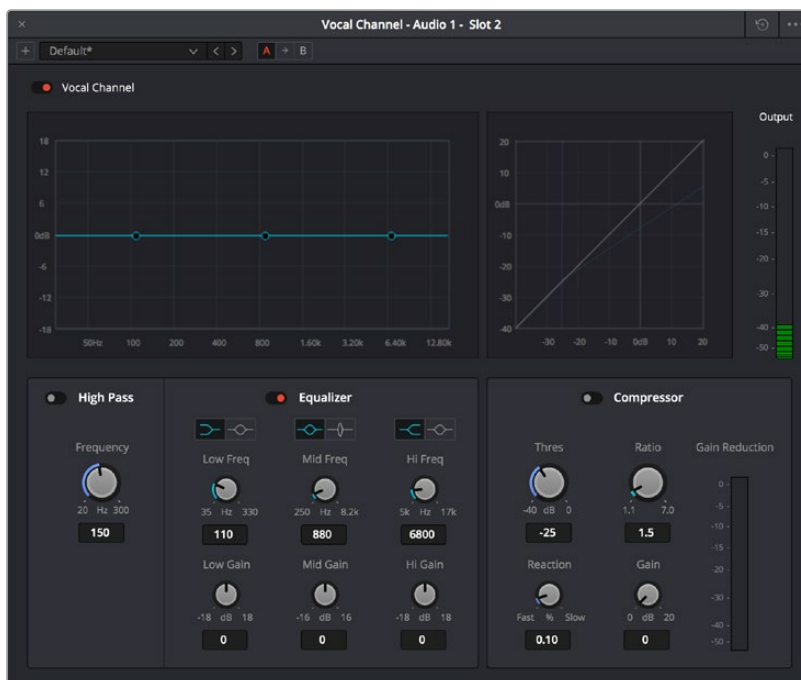 Vocal Channel - Audio 1 - Slot 2
Default*
A
B
Vocal Channel
18
12
6
0dB
-6
-12
-18
50Hz 100 200 400 800 1.60k 3.20k 6.40k 12.80k
20
10
0dB
-10
-20
-30
-40
-30 -20 -10 0dB 10 20
Output
0
-5
-10
-15
-20
-30
-40
-50
High Pass
Frequency
20 Hz 300
150
Equalizer
Low Freq
35 Hz 330
110
Mid Freq
250 Hz 8.2k
880
Hi Freq
5k Hz 17k
6800
Low Gain
-18 dB 18
0
Mid Gain
-16 dB 16
0
Hi Gain
-18 dB 18
0
Compressor
Thres
-40 dB 0
-25
Ratio
1.1 7.0
1.5
Reaction
Fast % Slow
0.10
Gain
0 dB 20
0
Gain Reduction
0
-5
-10
-15
-20
-30
-40
-50